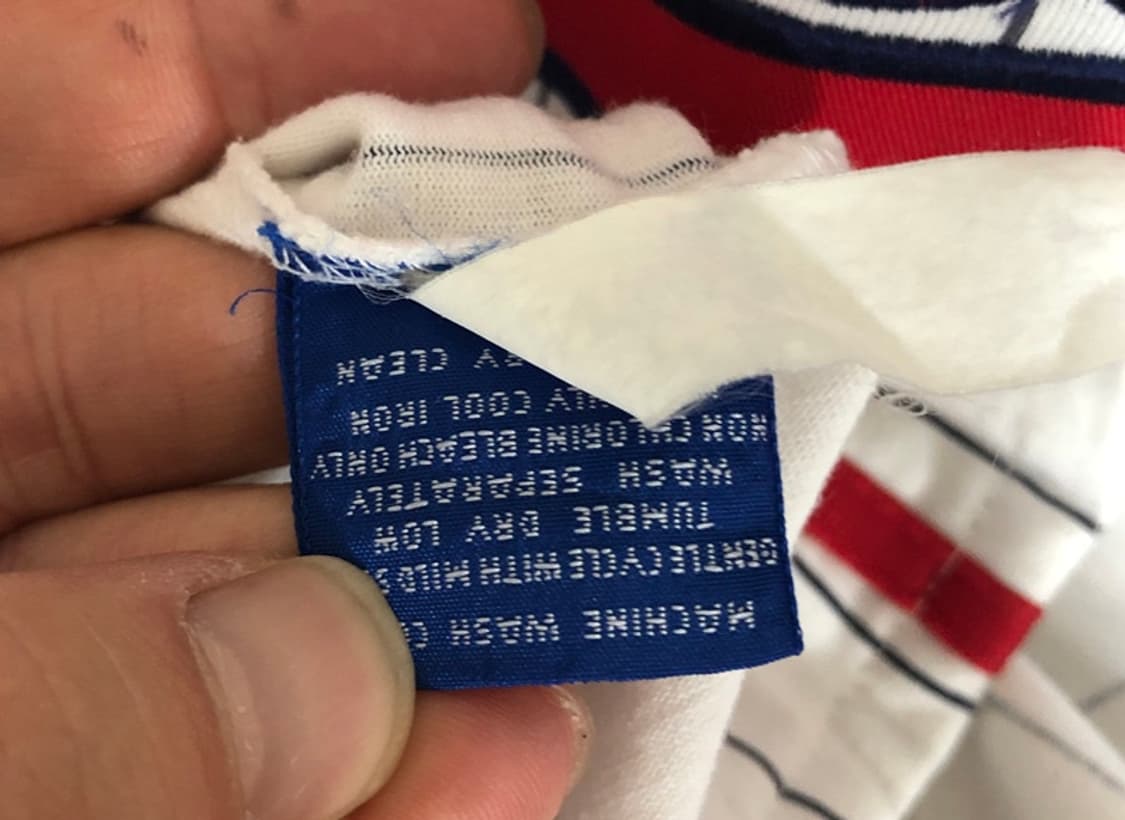 MACHINE WASH
GENTLE CYCLE WITH MILD
TUMBLE DRY LOW
WASH SEPARATELY
NON CHLORINE BLEACH ONLY
COOL IRON
CLEAN